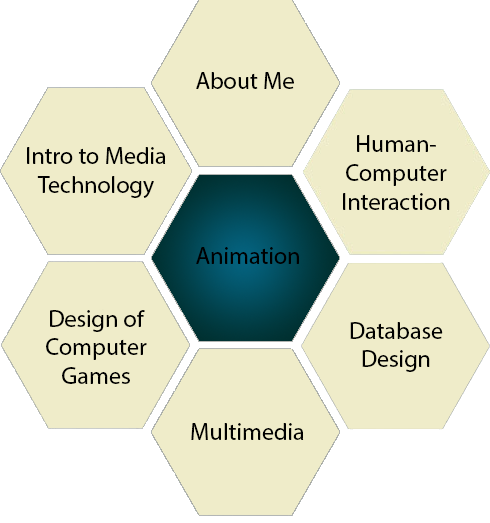 About Me
Human-
Computer
Interaction
Intro to Media
Technology
Animation
Design of
Computer
Games
Database
Design
Multimedia